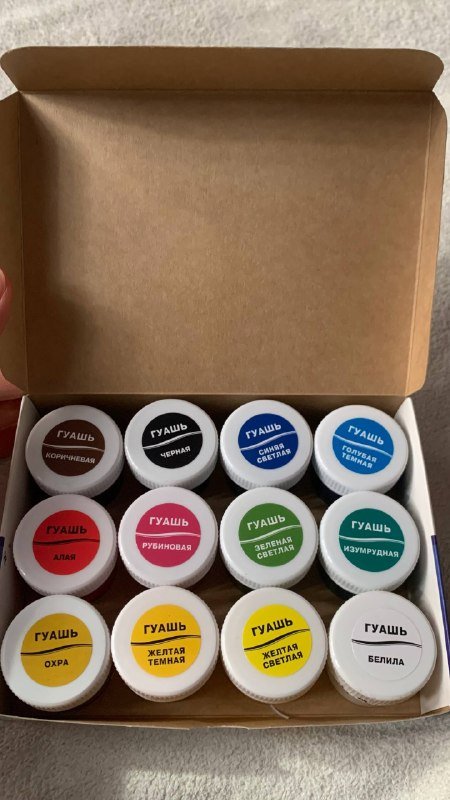 ГУАШЬ
КОРИЧНЕВАЯ
ГУАШЬ
ЧЕРНАЯ
ГУАШЬ
СИНЯЯ
СВЕТЛАЯ
ГУАШЬ
ГОЛУБАЯ
ТЕМНАЯ
ГУАШЬ
АЛАЯ
ГУАШЬ
РУБИНОВАЯ
ГУАШЬ
ЗЕЛЕНАЯ
СВЕТЛАЯ
ГУАШЬ
ИЗУМРУДНАЯ
ГУАШЬ
ОХРА
ГУАШЬ
ЖЕЛТАЯ
ТЕМНАЯ
ГУАШЬ
ЖЕЛТАЯ
СВЕТЛАЯ
ГУАШЬ
БЕЛИЛА